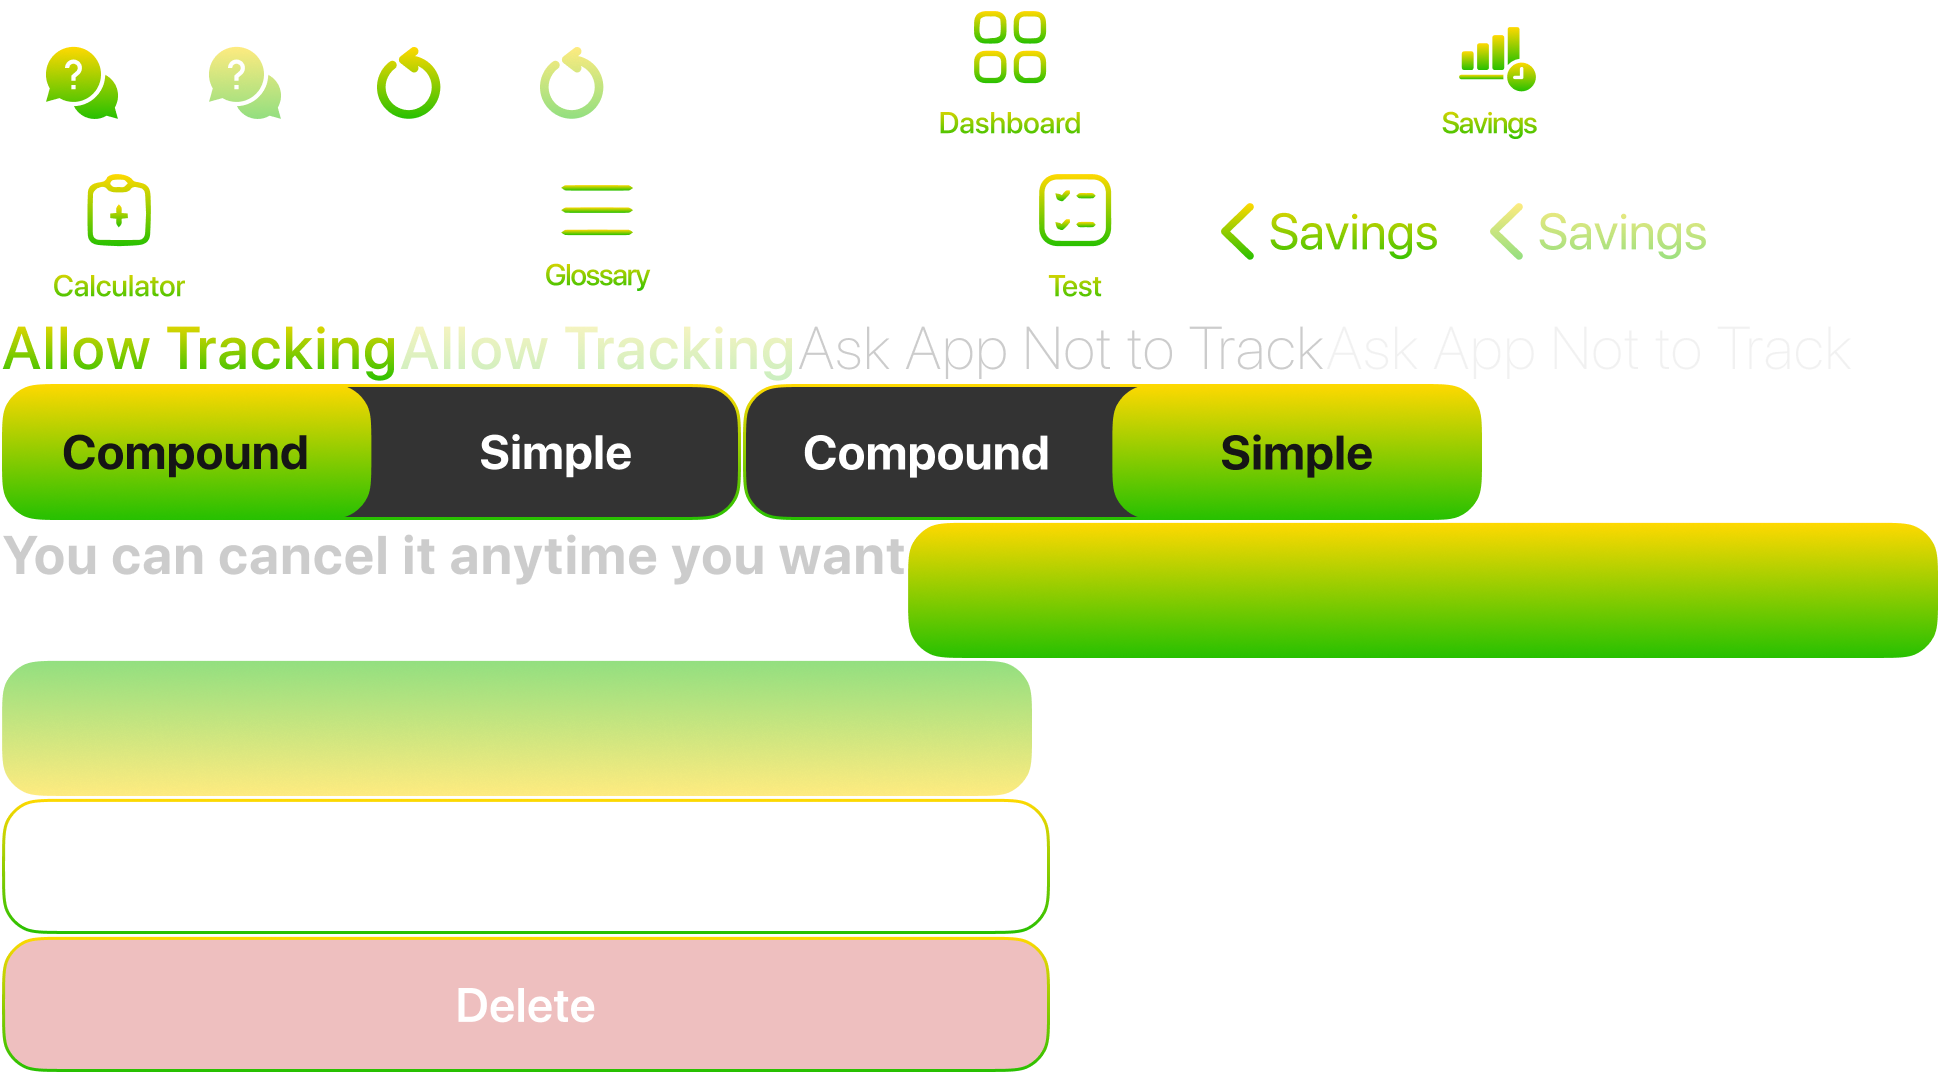 ? ?
Dashboard
Savings
Calculator
Glossary
Test
Savings
Savings
Allow Tracking
Allow Tracking
Ask App Not to Track
Ask App Not to Track
Compound Simple
Compound Simple
You can cancel it anytime you want
Delete